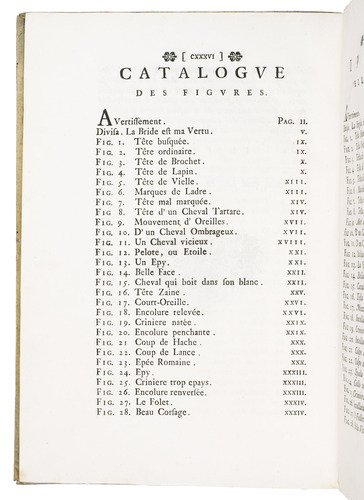 [ CXXXVI ]
CATALOGVE
DES FIGVRES.
AVertiſſement. PAG. II.
Diviſa. La Bride eſt ma Vertu. V.
FIG. 1. Tête buſquée. IX.
FIG. 2. Tête ordinaire. IX.
FIG. 3. Tête de Brochet. X.
FIG. 4. Tête de Lapin. X.
FIG. 5. Tête de Vielle. XIII.
FIG. 6. Marques de Ladre. XIII.
FIG. 7. Tête mal marquée. XIV.
FIG 8. Tête d'un Cheval Tartare. XIV.
FIG. 9. Mouvement d'Oreilles. XVII.
FIG. 10. D'un Cheval Ombrageux. XVII.
FIG. 11. Un Cheval vicieux. XVIII.
FIG. 12. Pelote, ou Etoile. XXI.
FIG. 13. Un Epy. XXI.
FIG. 14. Belle Face. XXII.
FIG. 15. Cheval qui boit dans ſon blanc. XXII.
FIG. 16. Tête Zaine. XXV.
FIG. 17. Court-Oreille. XXVI.
FIG. 18. Encolure relevée. XXVI.
FIG. 19. Criniere natée. XXIX.
FIG. 20. Encolure penchante. XXIX.
FIG. 21. Coup de Hache. XXX.
FIG. 22. Coup de Lance. XXX.
FIG. 23. Epée Romaine. XXX.
FIG. 24. Epy. XXXIII.
FIG. 25. Criniere trop epays. XXXIII.
FIG. 26. Encolure renverſée. XXXIII.
FIG. 27. Le Folet. XXXIV.
FIG. 28. Beau Corſage. XXXIV.